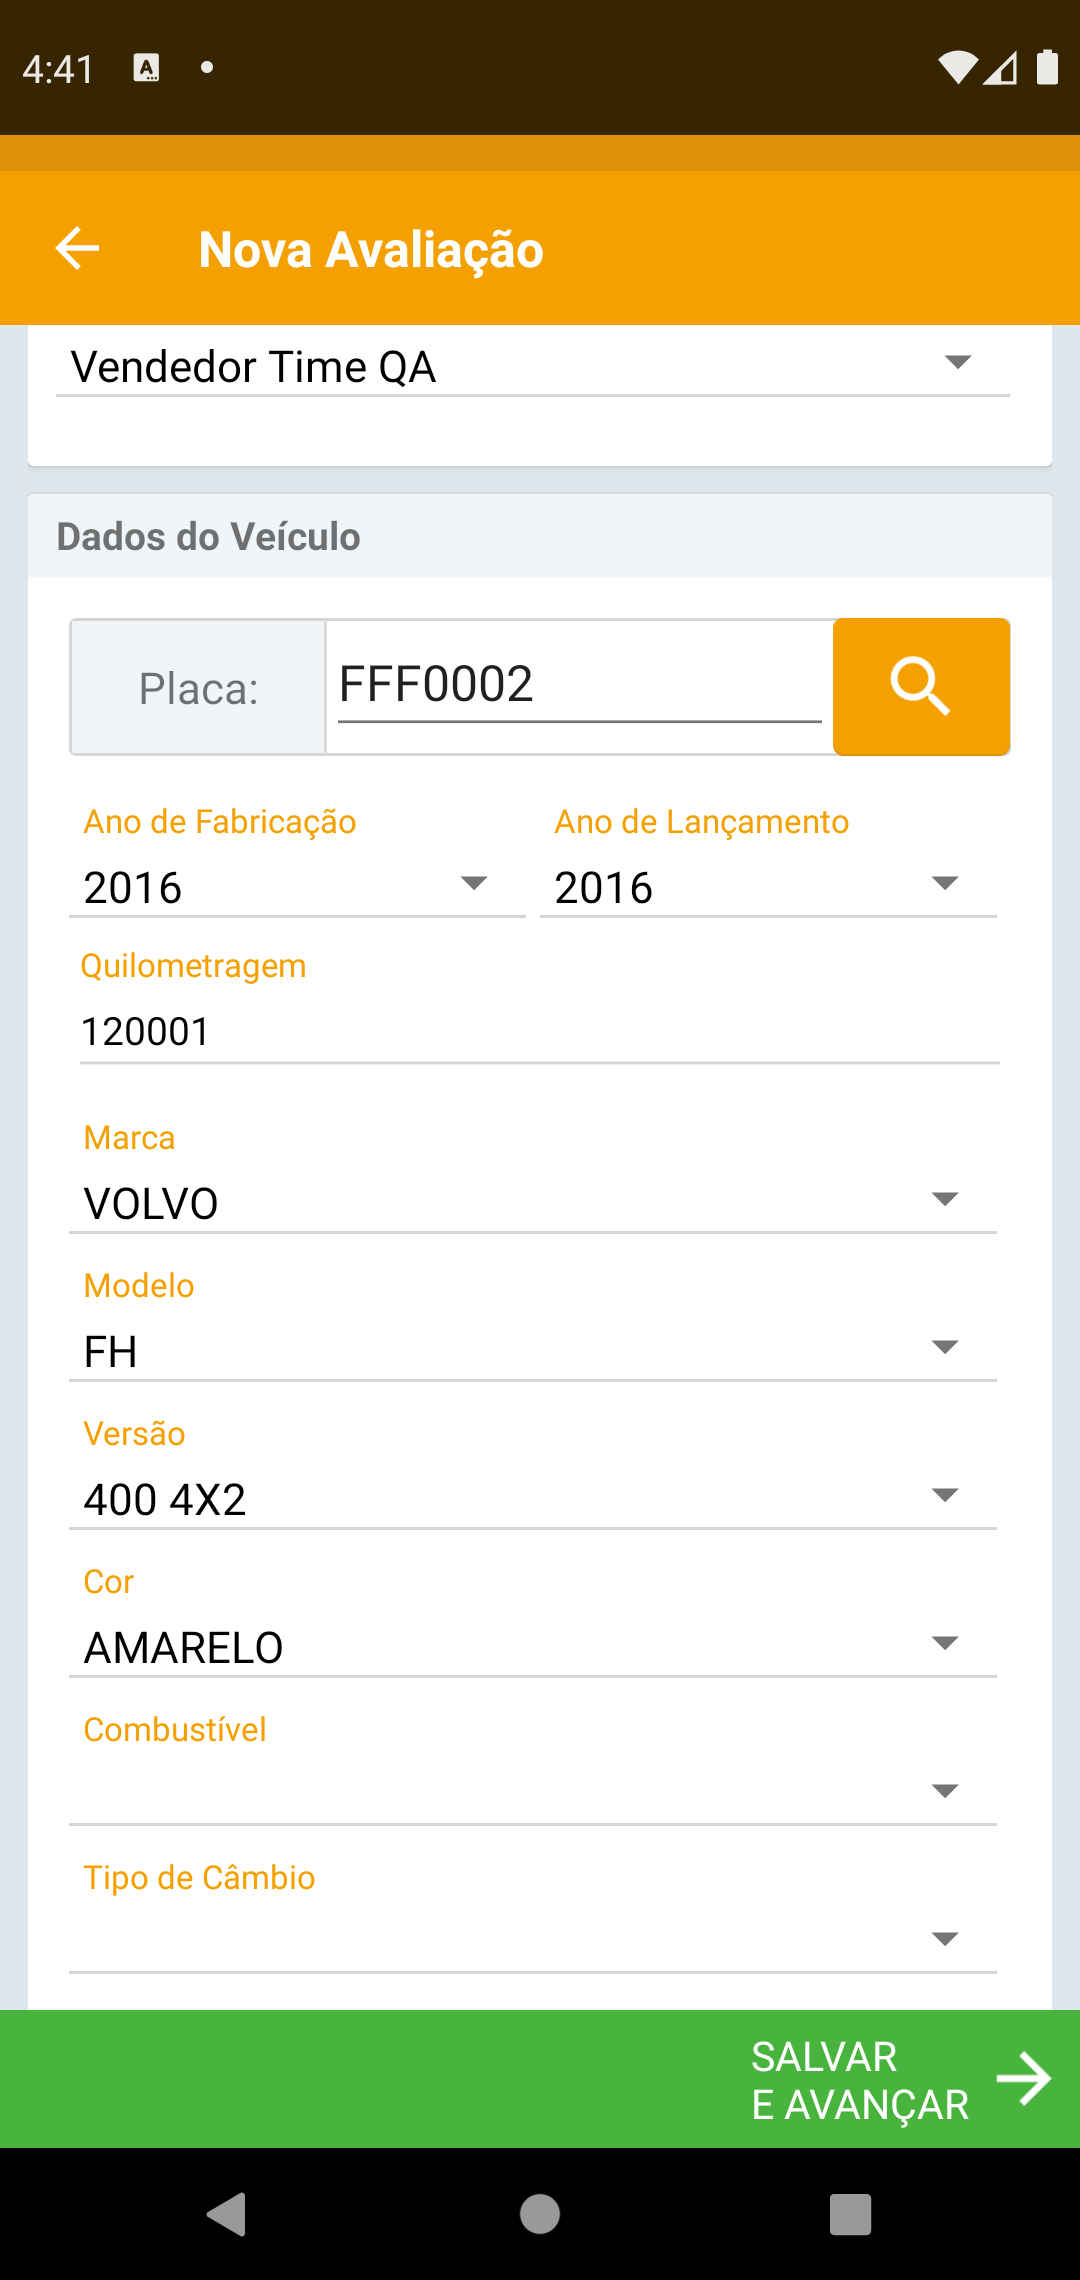 4:41
Nova Avaliação
Vendedor Time QA
Dados do Veículo
Placa: FFF0002
Ano de Fabricação Ano de Lançamento
2016 2016
Quilometragem
120001
Marca
VOLVO
Modelo
FH
Versão
400 4X2
Cor
AMARELO
Combustível
Tipo de Câmbio
SALVAR
E AVANÇAR